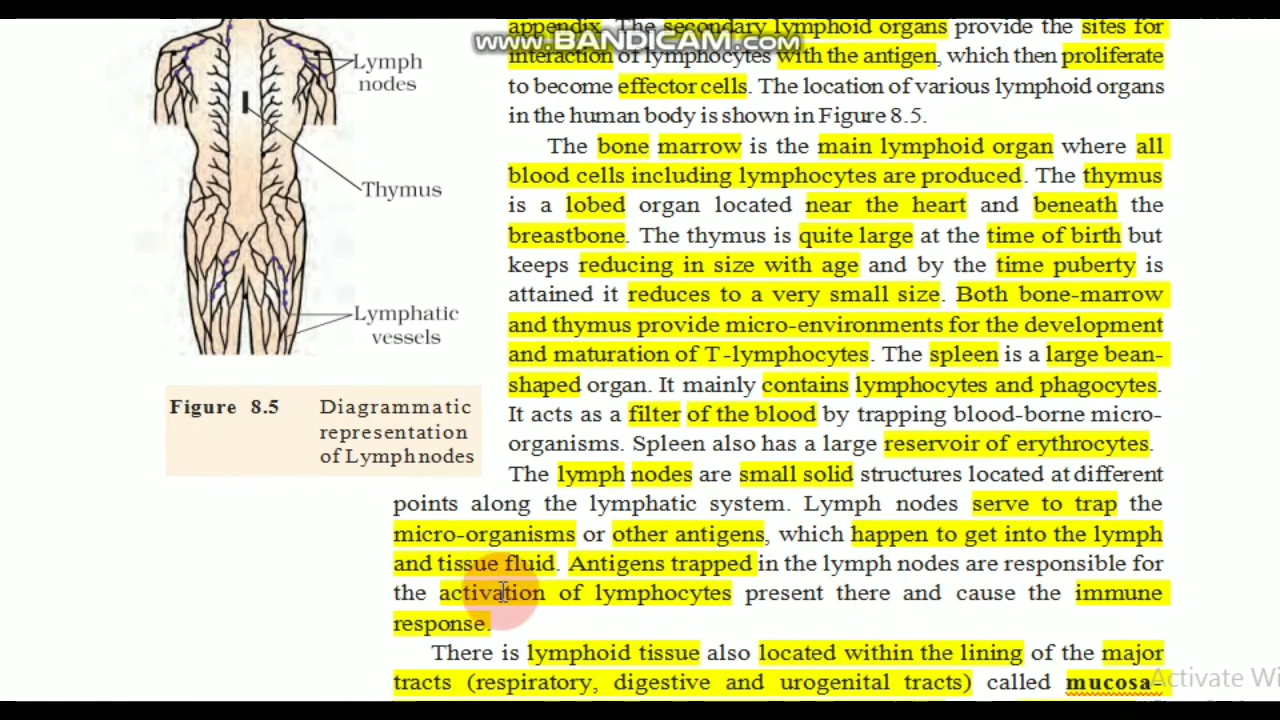 appendix. The secondary lymphoid organs provide the sites for
www.BANDICAM.com
interaction of lymphocytes with the antigen, which then proliferate
to become effector cells. The location of various lymphoid organs
in the human body is shown in Figure 8.5.
The bone marrow is the main lymphoid organ where all
blood cells including lymphocytes are produced. The thymus
is a lobed organ located near the heart and beneath the
breastbone. The thymus is quite large at the time of birth but
keeps reducing in size with age and by the time puberty is
attained it reduces to a very small size. Both bone-marrow
and thymus provide micro-environments for the development
and maturation of T-lymphocytes. The spleen is a large bean-
shaped organ. It mainly contains lymphocytes and phagocytes.
It acts as a filter of the blood by trapping blood-borne micro-
organisms. Spleen also has a large reservoir of erythrocytes.
The lymph nodes are small solid structures located at different
points along the lymphatic system. Lymph nodes serve to trap the
micro-organisms or other antigens, which happen to get into the lymph
and tissue fluid. Antigens trapped in the lymph nodes are responsible for
the activation of lymphocytes present there and cause the immune
response.
There is lymphoid tissue also located within the lining of the major
tracts (respiratory, digestive and urogenital tracts) called mucosa-
Lymph
nodes
Thymus
Lymphatic
vessels
Figure 8.5 Diagrammatic
representation
of Lymph nodes
Activate Wi